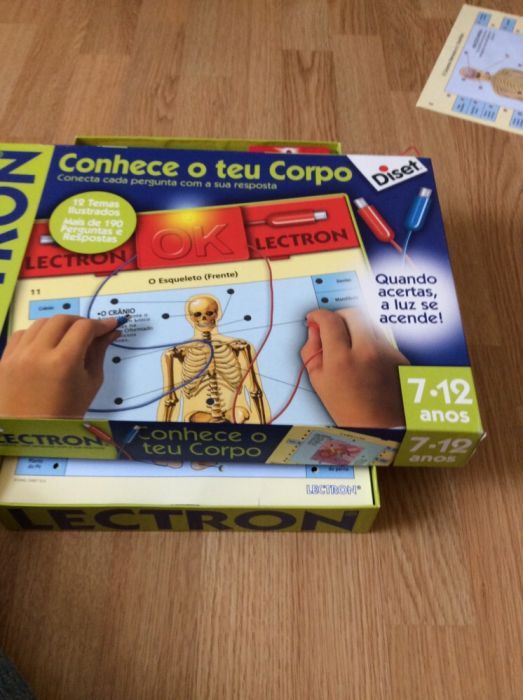 Conhece o teu Corpo
Conecta cada pergunta com a sua resposta
Diset
12 Temas
Ilustrados
Mais de 190
Perguntas e
Respostas
OK
LECTRON
LECTRON
11
O Esqueleto (Frente)
O CRÂNIO
Quando
acertas,
a luz se
acende!
7-12
anos
LECTRON
Conhece o
teu Corpo
7-12
anos
LECTRON®
LECTRON